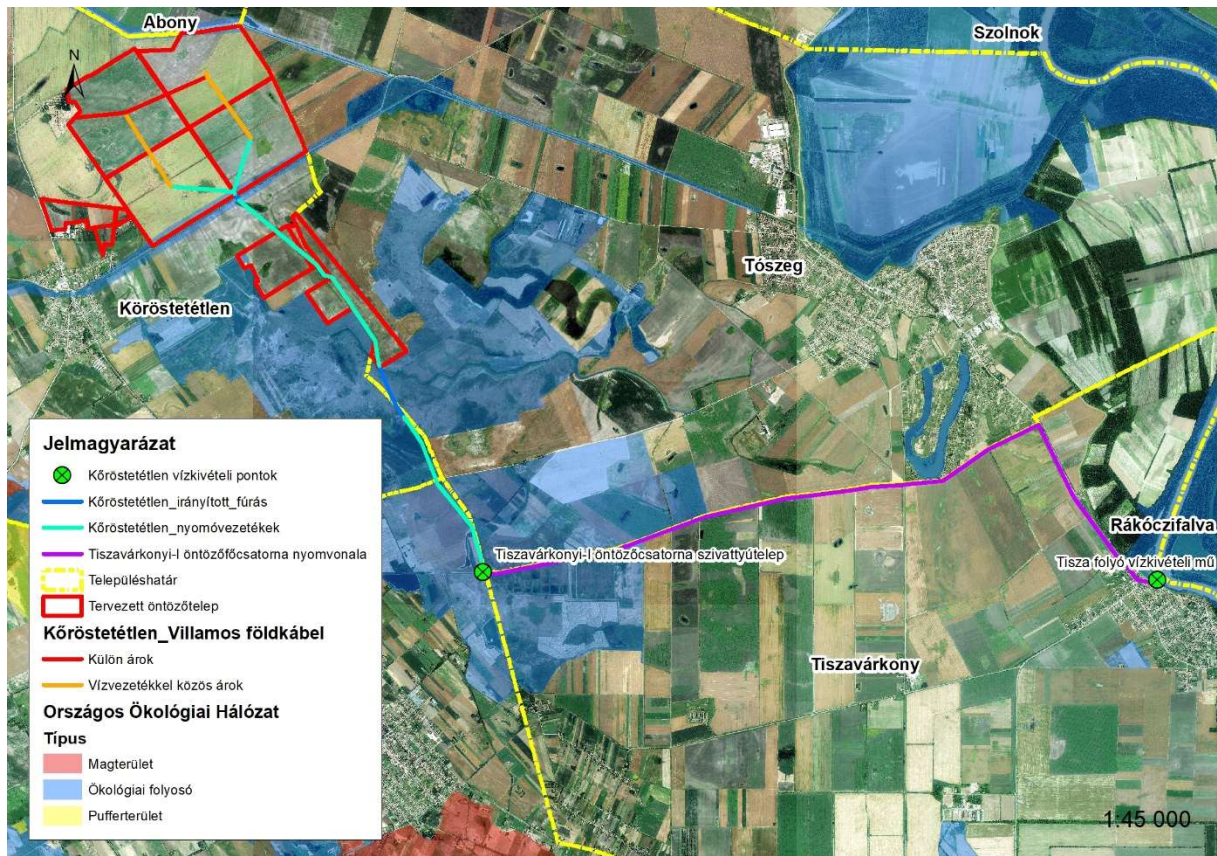 Abony
Szolnok
N
Tószeg
Köröstetétlen
Rákóczifalva
Tiszavárkonyi-I öntözőcsatorna szivattyútelep
Tisza folyó vízkivételi mű
Tiszavárkony
1:45 000
Jelmagyarázat
Kőröstetétlen vízkivételi pontok
Kőröstetétlen_irányított_fúrás
Kőröstetétlen_nyomóvezetékek
Tiszavárkonyi-I öntözőfőcsatorna nyomvonala
Településhatár
Tervezett öntözőtelep
Kőröstetétlen_Villamos földkábel
Külön árok
Vízvezetékkel közös árok
Országos Ökológiai Hálózat
Típus
Magterület
Ökológiai folyosó
Pufferterület